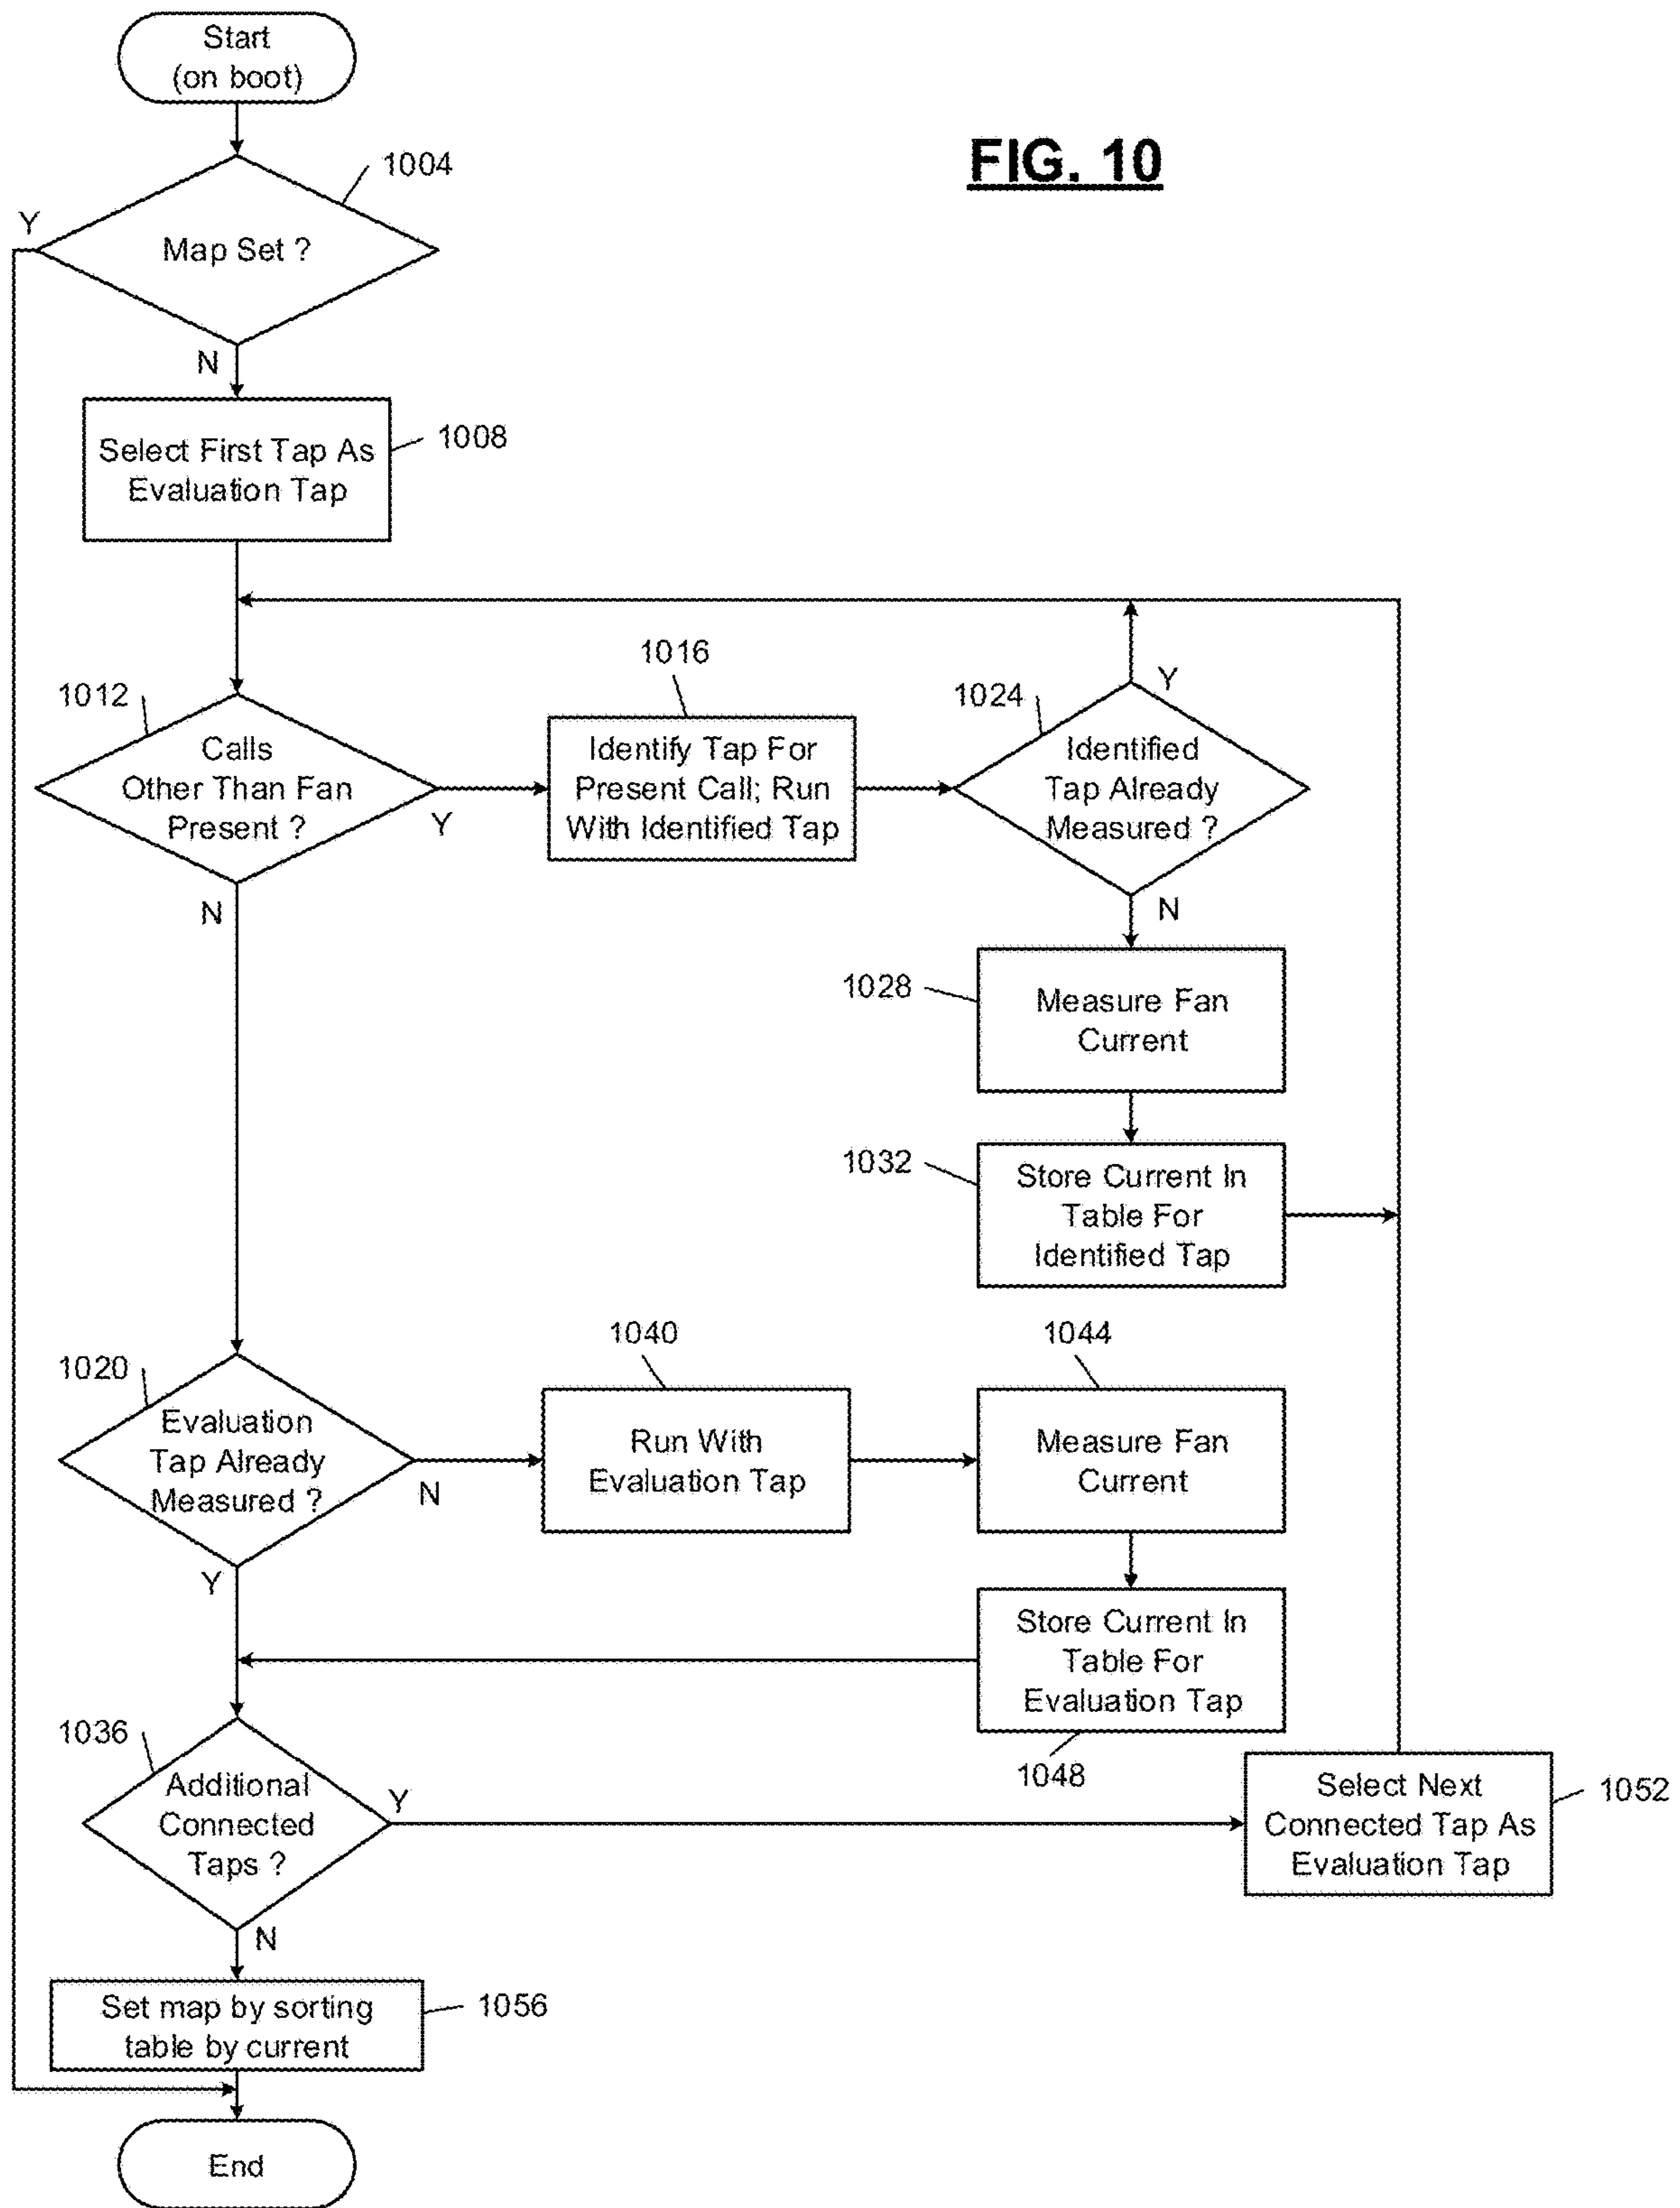 Start
(on boot)
FIG. 10
1004
Y
Map Set ?
N
Select First Tap As
Evaluation Tap
1008
1012
Calls
Other Than Fan
Present ?
Y
N
1016
Identify Tap For
Present Call; Run
With Identified Tap
1024
Y
Identified
Tap Already
Measured ?
N
1028
Measure Fan
Current
1032
Store Current In
Table For
Identified Tap
1020
Evaluation
Tap Already
Measured ?
N
Y
1040
Run With
Evaluation Tap
1044
Measure Fan
Current
Store Current In
Table For
Evaluation Tap
1048
1036
Additional
Connected
Taps ?
Y
N
Select Next
Connected Tap As
Evaluation Tap
1052
Set map by sorting
table by current
1056
End